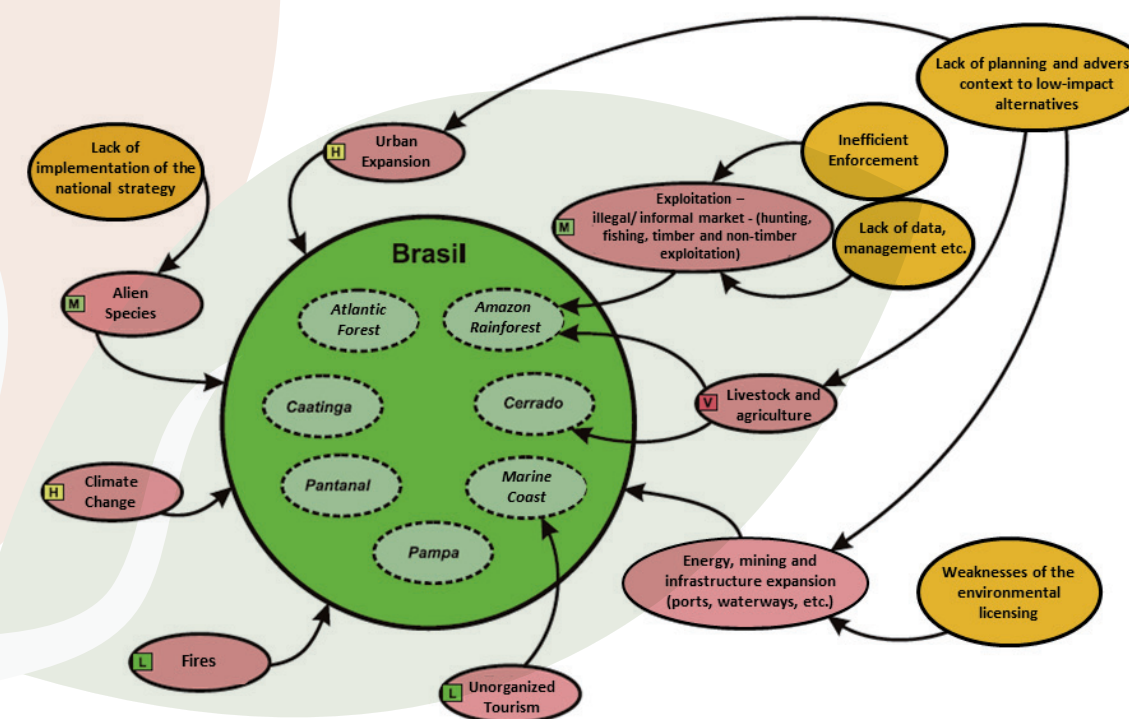 Lack of planning and advers
context to low-impact
alternatives
Urban
Expansion
H
Inefficient
Enforcement
Lack of
implementation of the
national strategy
Exploitation –
illegal/ informal market - (hunting,
fishing, timber and non-timber
exploitation)
M
Lack of data,
management etc.
Brasil
Alien
Species
M
Atlantic
Forest
Amazon
Rainforest
Caatinga
Cerrado
Livestock and
agriculture
V
Climate
Change
H
Pantanal
Marine
Coast
Pampa
Energy, mining and
infrastructure expansion
(ports, waterways, etc.)
Weaknesses of the
environmental
licensing
L
Fires
L
Unorganized
Tourism